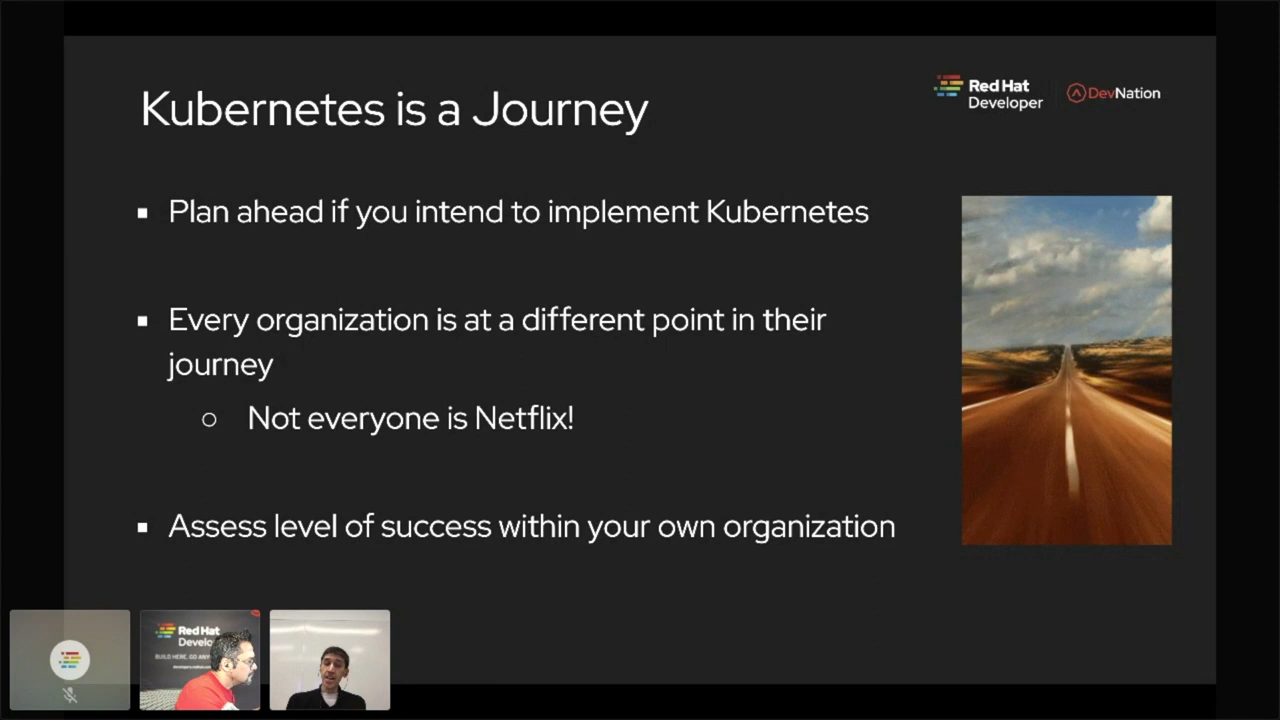 Kubernetes is a Journey
Red Hat
Developer
DevNation
▪ Plan ahead if you intend to implement Kubernetes
▪ Every organization is at a different point in their
journey
○ Not everyone is Netflix!
▪ Assess level of success within your own organization
Red Hat